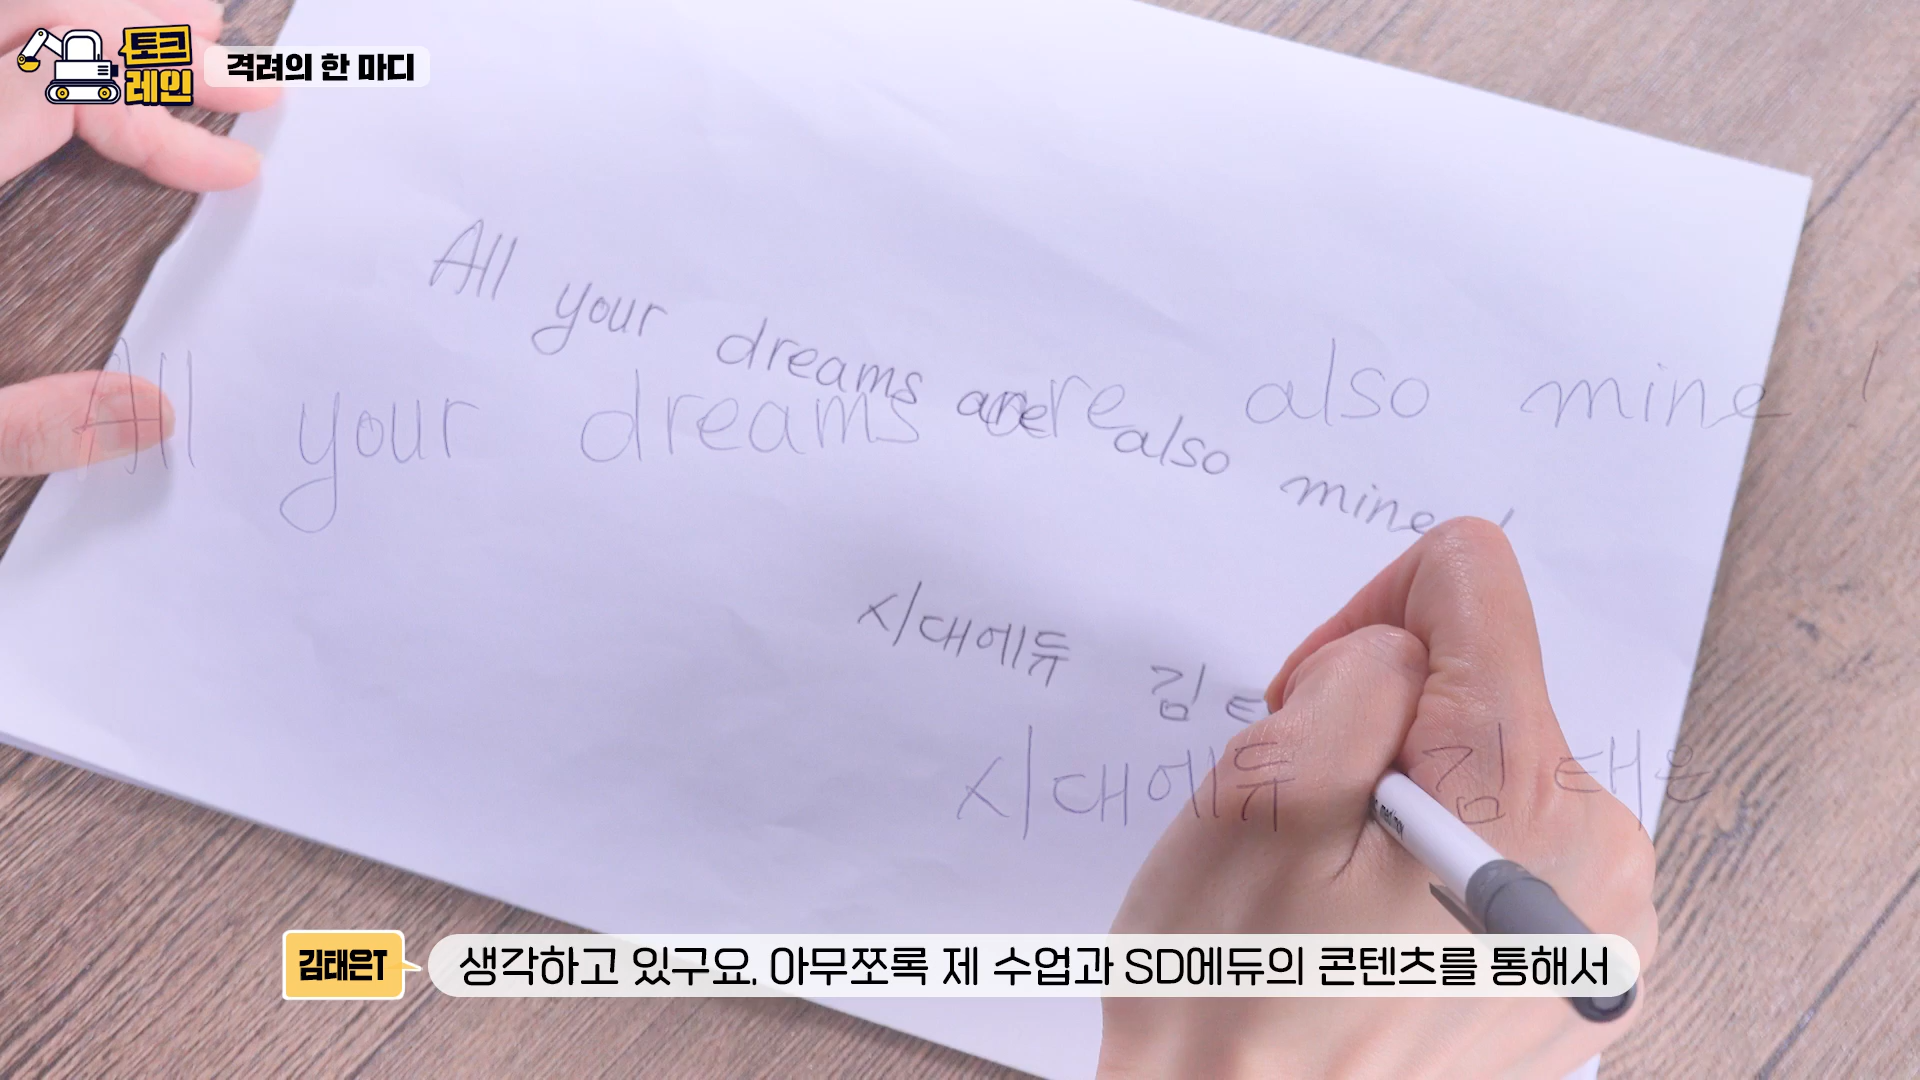 토크
레인
격려의 한 마디
All your dreams are also mine!
All your dreams are also mine!
시대에듀 김 태
시대에듀 김 태은
김태은T
생각하고 있구요. 아무쪼록 제 수업과 SD에듀의 콘텐츠를 통해서